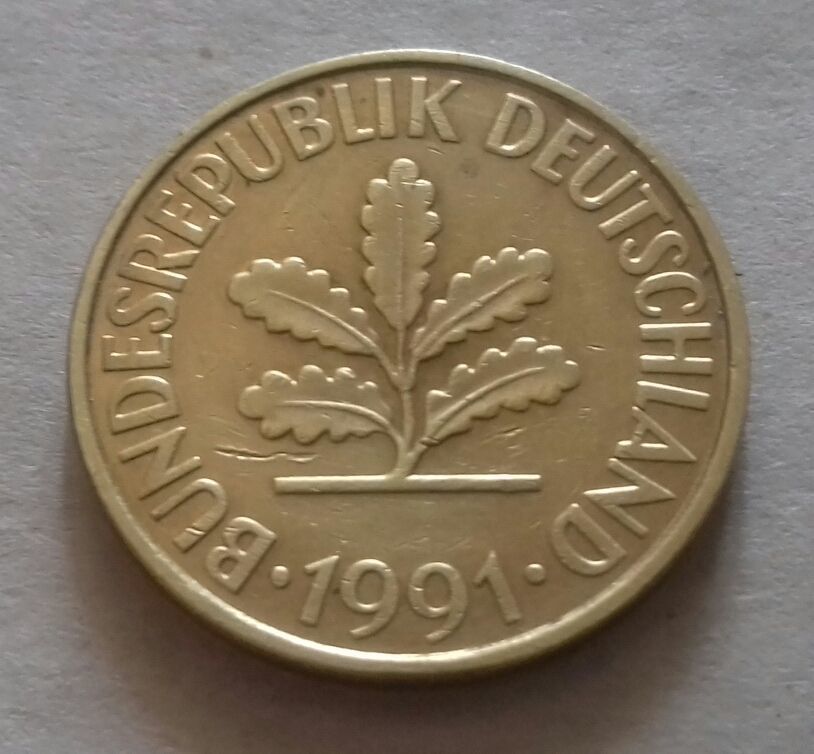 BUNDESREPUBLIK DEUTSCHLAND
· 1991 ·